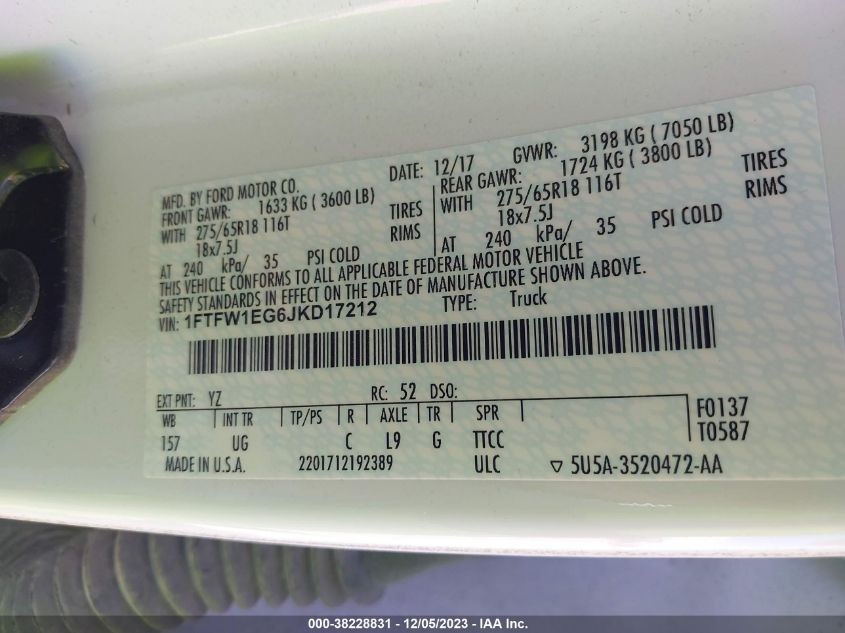 MFD. BY FORD MOTOR CO. DATE: 12/17 GVWR: 3198 KG ( 7050 LB)
FRONT GAWR: 1633 KG ( 3600 LB) REAR GAWR: 1724 KG ( 3800 LB)
WITH 275/65R18 116T TIRES WITH 275/65R18 116T TIRES
18x7.5J RIMS 18x7.5J RIMS
AT 240 kPa/ 35 PSI COLD AT 240 kPa/ 35 PSI COLD
THIS VEHICLE CONFORMS TO ALL APPLICABLE FEDERAL MOTOR VEHICLE
SAFETY STANDARDS IN EFFECT ON THE DATE OF MANUFACTURE SHOWN ABOVE.
VIN: 1FTFW1EG6JKD17212 TYPE: Truck
EXT PNT: YZ RC: 52 DSO:
WB INT TR TP/PS R AXLE TR SPR F0137
157 UG C L9 G TTCC T0587
MADE IN U.S.A. 2201712192389 ULC ▽ 5U5A-3520472-AA
000-38228831 - 12/05/2023 - USA, Inc.